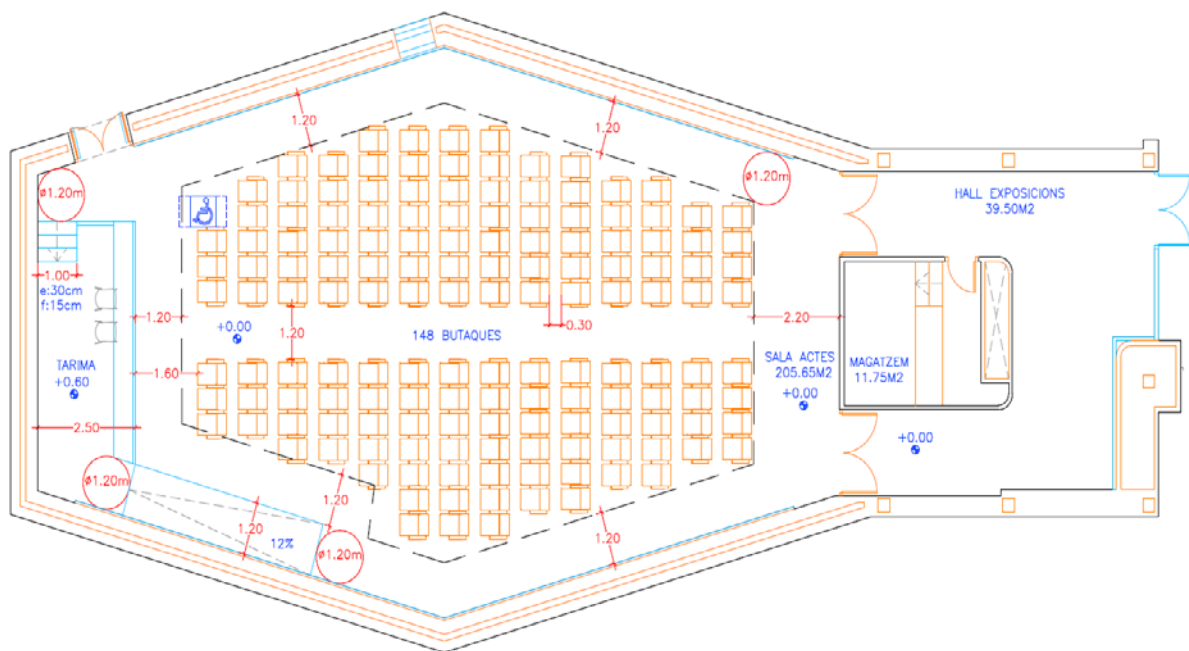 1.20
1.20
ø1.20m
ø1.20m
HALL EXPOSICIONS
39.50M2
1.00
e:30cm
f:15cm
1.20
+0.00
1.20
148 BUTAQUES
0.30
2.20
TARIMA
+0.60
1.60
SALA ACTES
205.65M2
+0.00
MAGATZEM
11.75M2
2.50
+0.00
ø1.20m
1.20
1.20
12%
ø1.20m
1.20